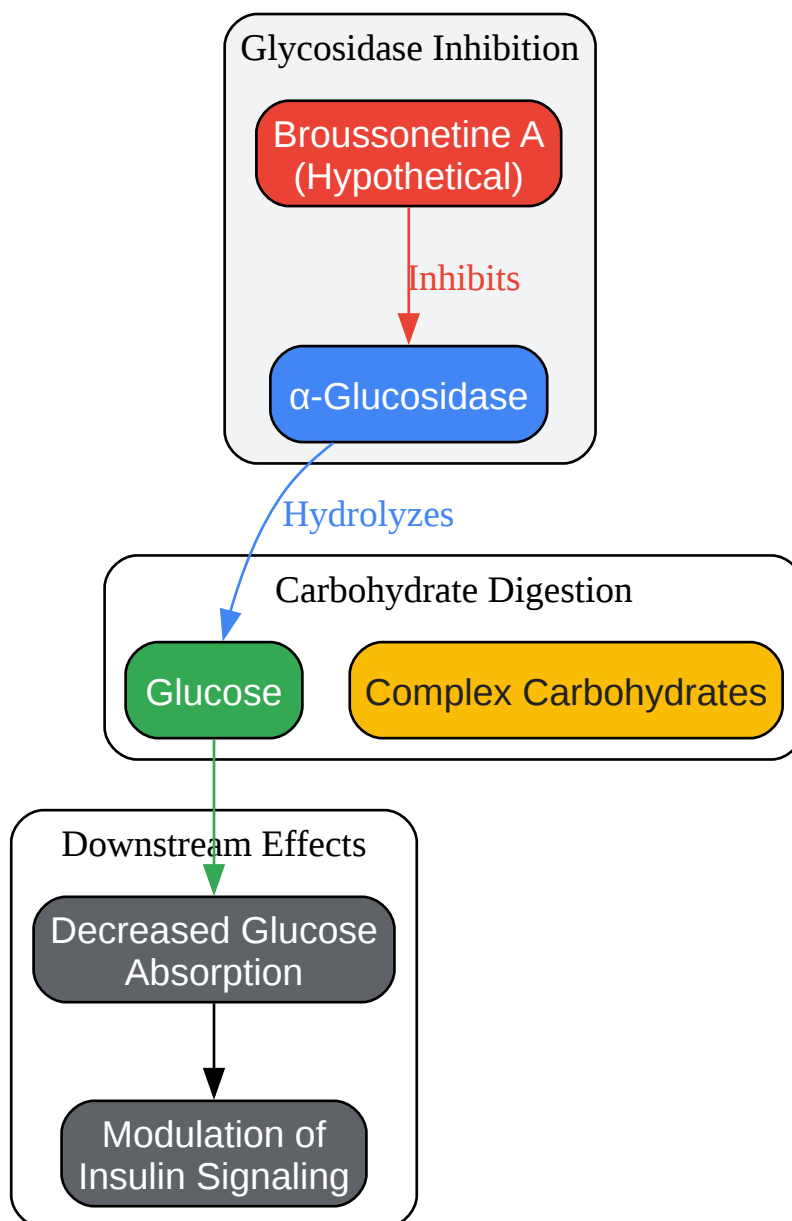 Glycosidase Inhibition
Broussonetine A
(Hypothetical)
Inhibits
α-Glucosidase
Hydrolyzes
Carbohydrate Digestion
Glucose
Complex Carbohydrates
Downstream Effects
Decreased Glucose
Absorption
Modulation of
Insulin Signaling